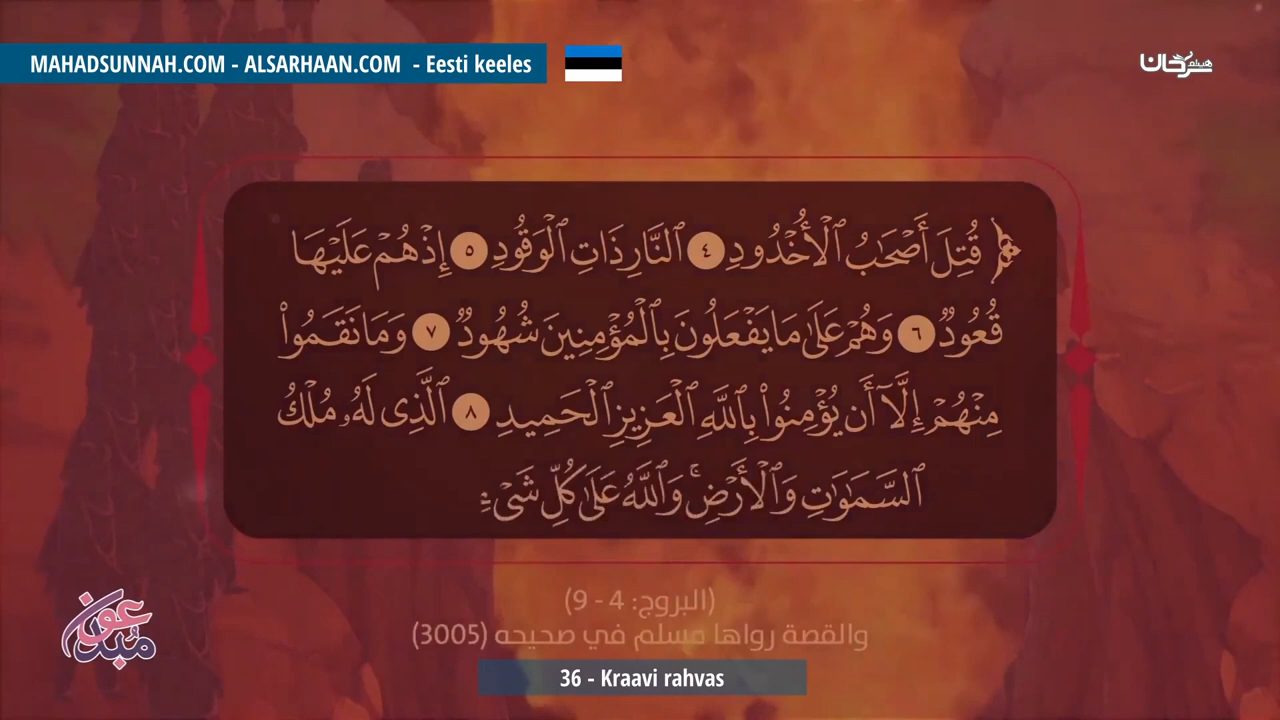 MAHADSUNNAH.COM - ALSARHAAN.COM - Eesti keeles
سرحان
﴿ قُتِلَ أَصْحَٰبُ ٱلْأُخْدُودِ ٤ ٱلنَّارِ ذَاتِ ٱلْوَقُودِ ٥ إِذْ هُمْ عَلَيْهَا
قُعُودٌ ٦ وَهُمْ عَلَىٰ مَا يَفْعَلُونَ بِٱلْمُؤْمِنِينَ شُهُودٌ ٧ وَمَا نَقَمُوا۟
مِنْهُمْ إِلَّآ أَن يُؤْمِنُوا۟ بِٱللَّهِ ٱلْعَزِيزِ ٱلْحَمِيدِ ٨ ٱلَّذِى لَهُۥ مُلْكُ
ٱلسَّمَٰوَٰتِ وَٱلْأَرْضِ ۚ وَٱللَّهُ عَلَىٰ كُلِّ شَىْءٍ
(البروج: 4 - 9)
والقصة رواها مسلم في صحيحه (3005)
مبدعون
36 - Kraavi rahvas